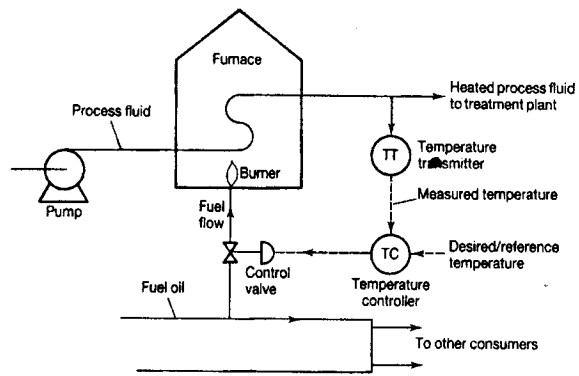 Furnace
Process fluid
Heated process fluid
to treatment plant
TT
Temperature
transmitter
Burner
Pump
Measured temperature
Fuel
flow
TC
Desired/reference
temperature
Control
valve
Temperature
controller
Fuel oil
To other consumers